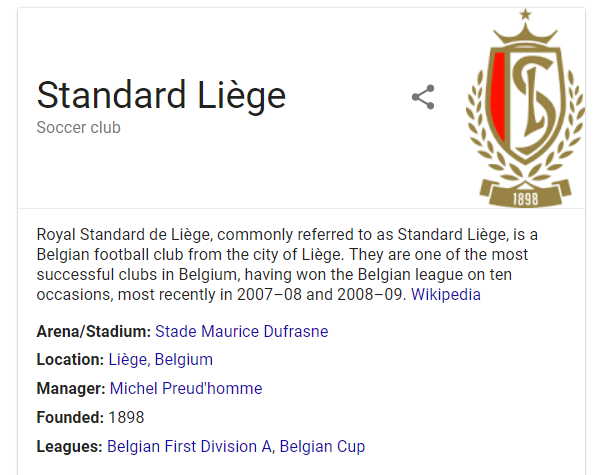 Standard Liège
Soccer club
1898
Royal Standard de Liège, commonly referred to as Standard Liège, is a
Belgian football club from the city of Liège. They are one of the most
successful clubs in Belgium, having won the Belgian league on ten
occasions, most recently in 2007–08 and 2008–09. Wikipedia
Arena/Stadium: Stade Maurice Dufrasne
Location: Liège, Belgium
Manager: Michel Preud'homme
Founded: 1898
Leagues: Belgian First Division A, Belgian Cup